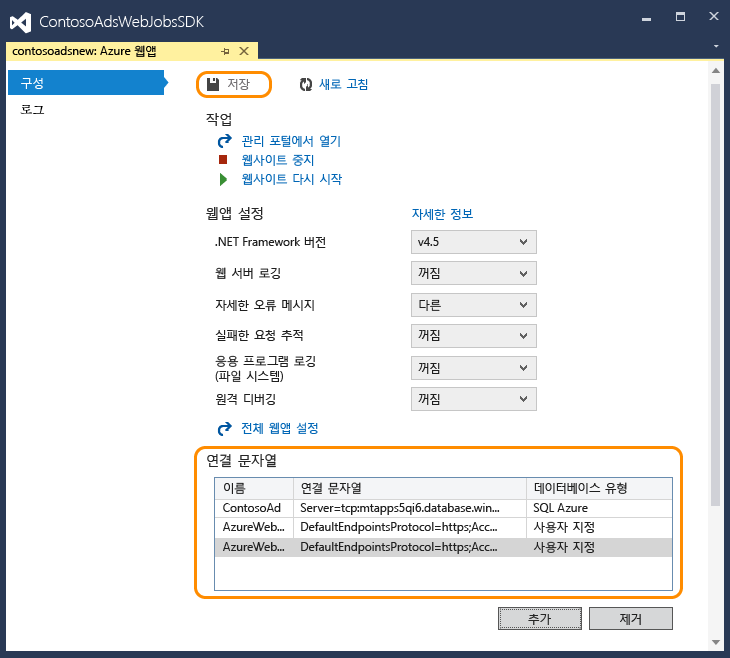 ContosoAdsWebJobsSDK
contosoadsnew: Azure 웹앱
구성
로그
저장 새로 고침
작업
관리 포털에서 열기
웹사이트 중지
웹사이트 다시 시작
웹앱 설정 자세한 정보
.NET Framework 버전 v4.5
웹 서버 로깅 꺼짐
자세한 오류 메시지 다른
실패한 요청 추적 꺼짐
응용 프로그램 로깅
(파일 시스템) 꺼짐
원격 디버깅 꺼짐
전체 웹앱 설정
연결 문자열
이름 연결 문자열 데이터베이스 유형
ContosoAd Server=tcp:mtapps5qi6.database.win... SQL Azure
AzureWeb... DefaultEndpointsProtocol=https;Acc... 사용자 지정
AzureWeb... DefaultEndpointsProtocol=https;Acc... 사용자 지정
추가 제거